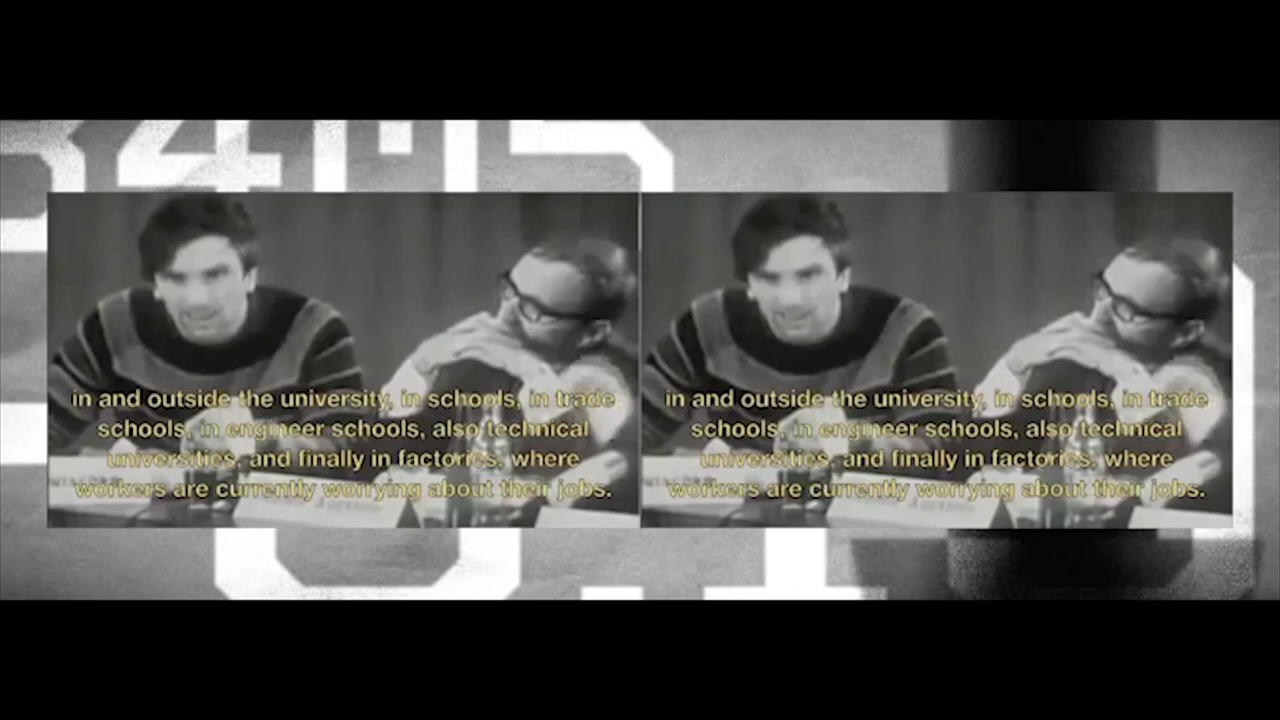 in and outside the university, in schools, in trade
schools, in engineer schools, also technical
universities, and finally in factories, where
workers are currently worrying about their jobs.
in and outside the university, in schools, in trade
schools, in engineer schools, also technical
universities, and finally in factories, where
workers are currently worrying about their jobs.